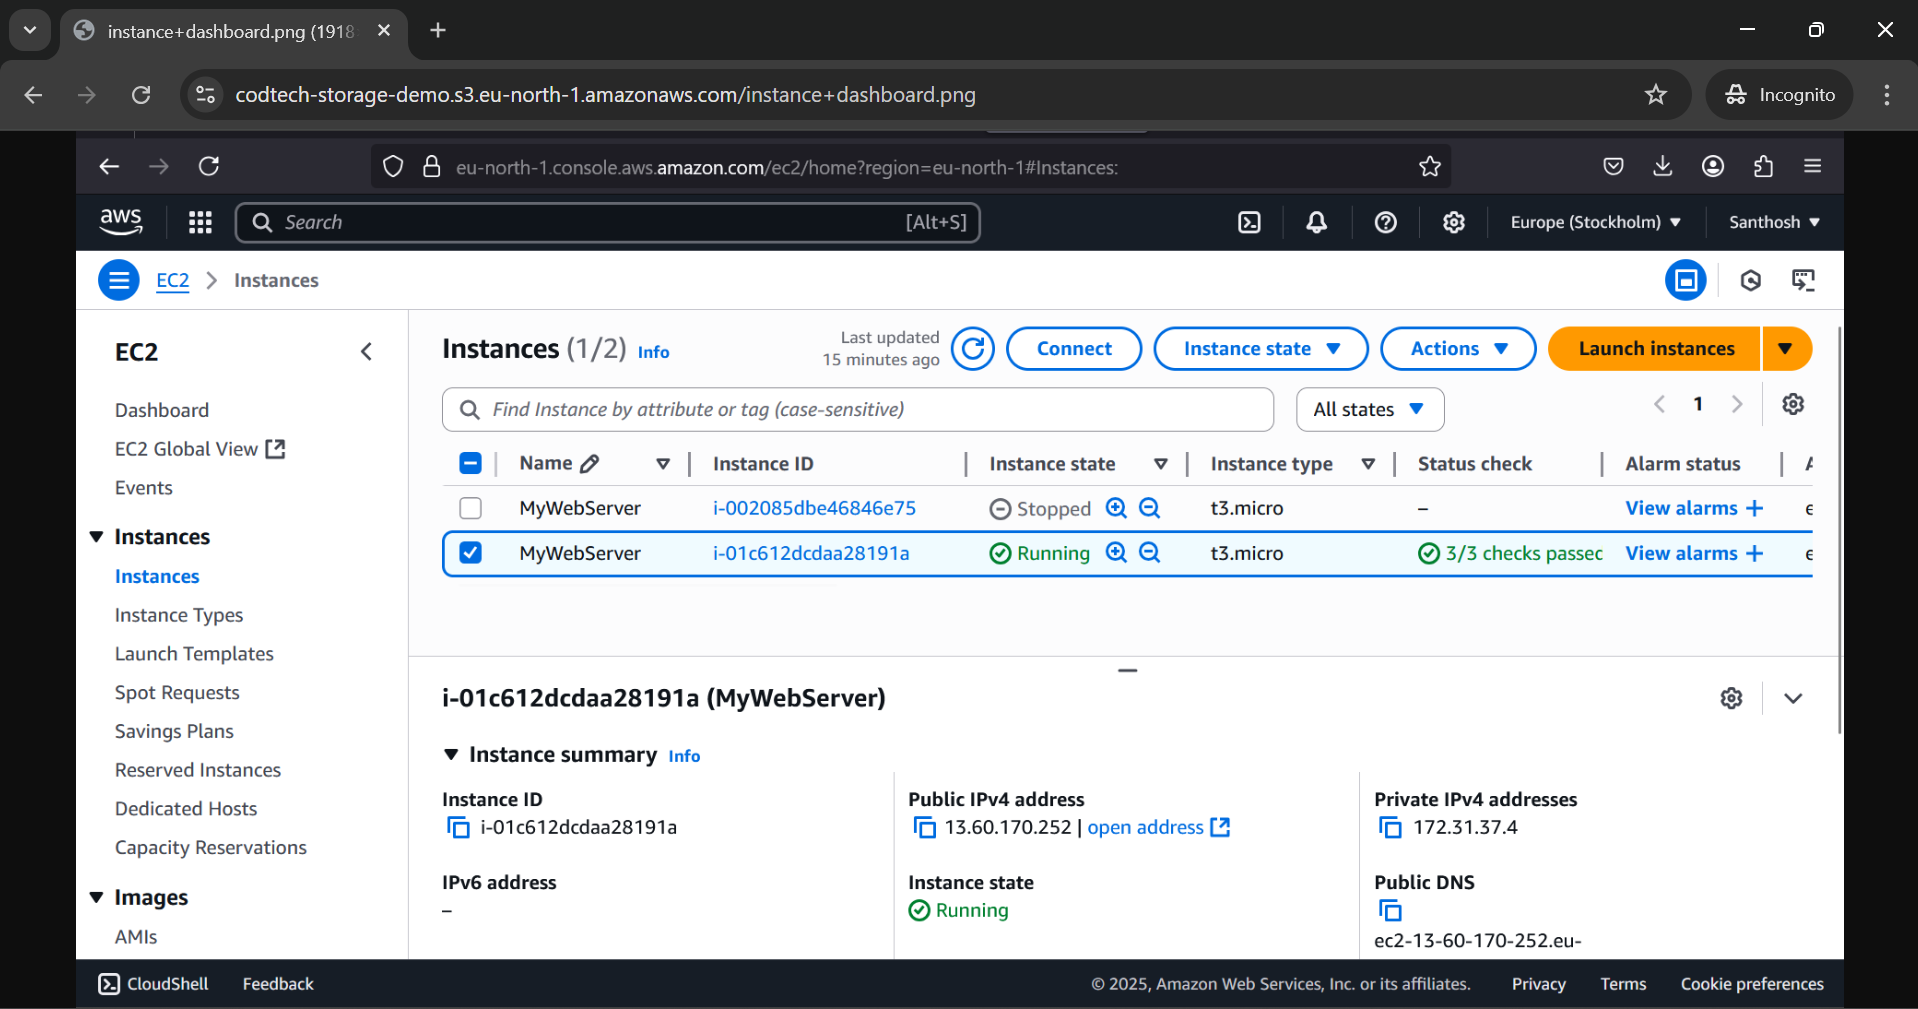 instance+dashboard.png (1918
codtech-storage-demo.s3.eu-north-1.amazonaws.com/instance+dashboard.png
Incognito
eu-north-1.console.aws.amazon.com/ec2/home?region=eu-north-1#Instances:
aws
Search
[Alt+S]
Europe (Stockholm)
Santhosh
EC2
Instances
EC2
Dashboard
EC2 Global View
Events
Instances
Instances
Instance Types
Launch Templates
Spot Requests
Savings Plans
Reserved Instances
Dedicated Hosts
Capacity Reservations
Images
AMIs
Instances (1/2) Info
Last updated
15 minutes ago
Connect
Instance state
Actions
Launch instances
Find Instance by attribute or tag (case-sensitive)
All states
1
Name | Instance ID | Instance state | Instance type | Status check | Alarm status |
MyWebServer i-002085dbe46846e75 Stopped t3.micro – View alarms +
MyWebServer i-01c612dcdaa28191a Running t3.micro 3/3 checks passec View alarms +
i-01c612dcdaa28191a (MyWebServer)
Instance summary Info
Instance ID
i-01c612dcdaa28191a
Public IPv4 address
13.60.170.252 | open address
Private IPv4 addresses
172.31.37.4
IPv6 address
–
Instance state
Running
Public DNS
ec2-13-60-170-252.eu-
CloudShell
Feedback
© 2025, Amazon Web Services, Inc. or its affiliates.
Privacy
Terms
Cookie preferences